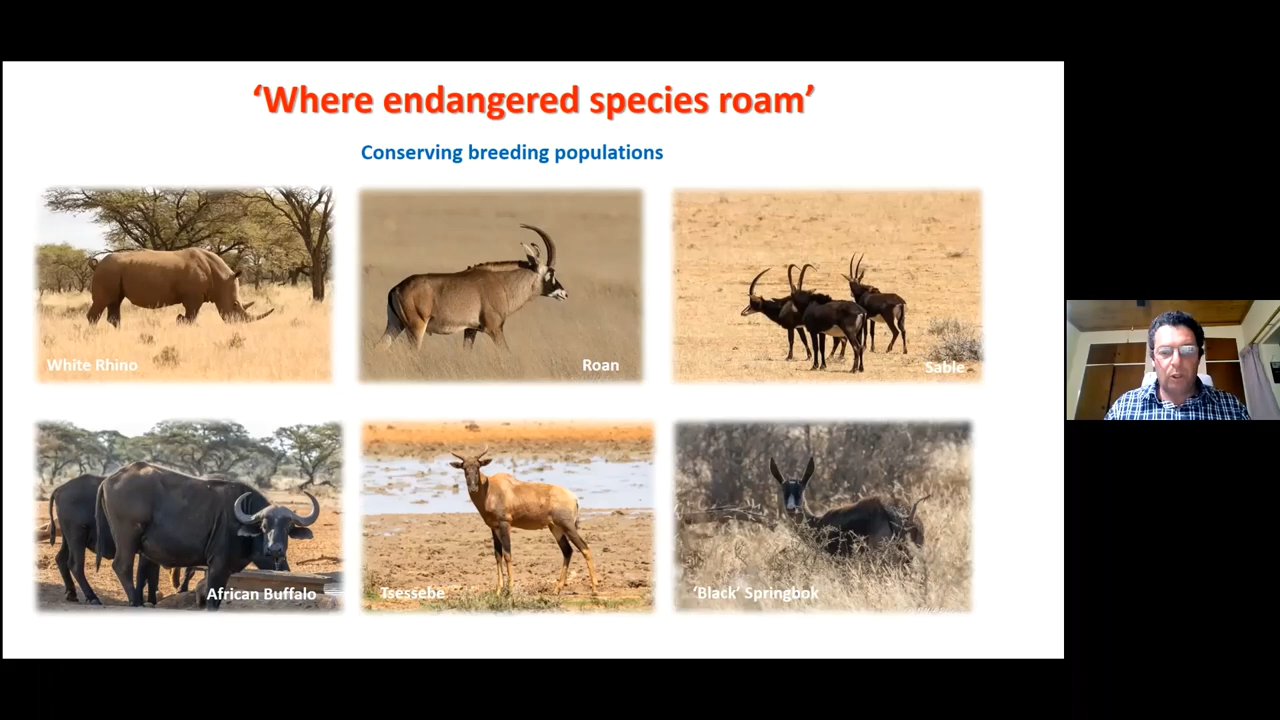 ‘Where endangered species roam’
Conserving breeding populations
White Rhino
Roan
Sable
African Buffalo
Tsessebe
‘Black’ Springbok